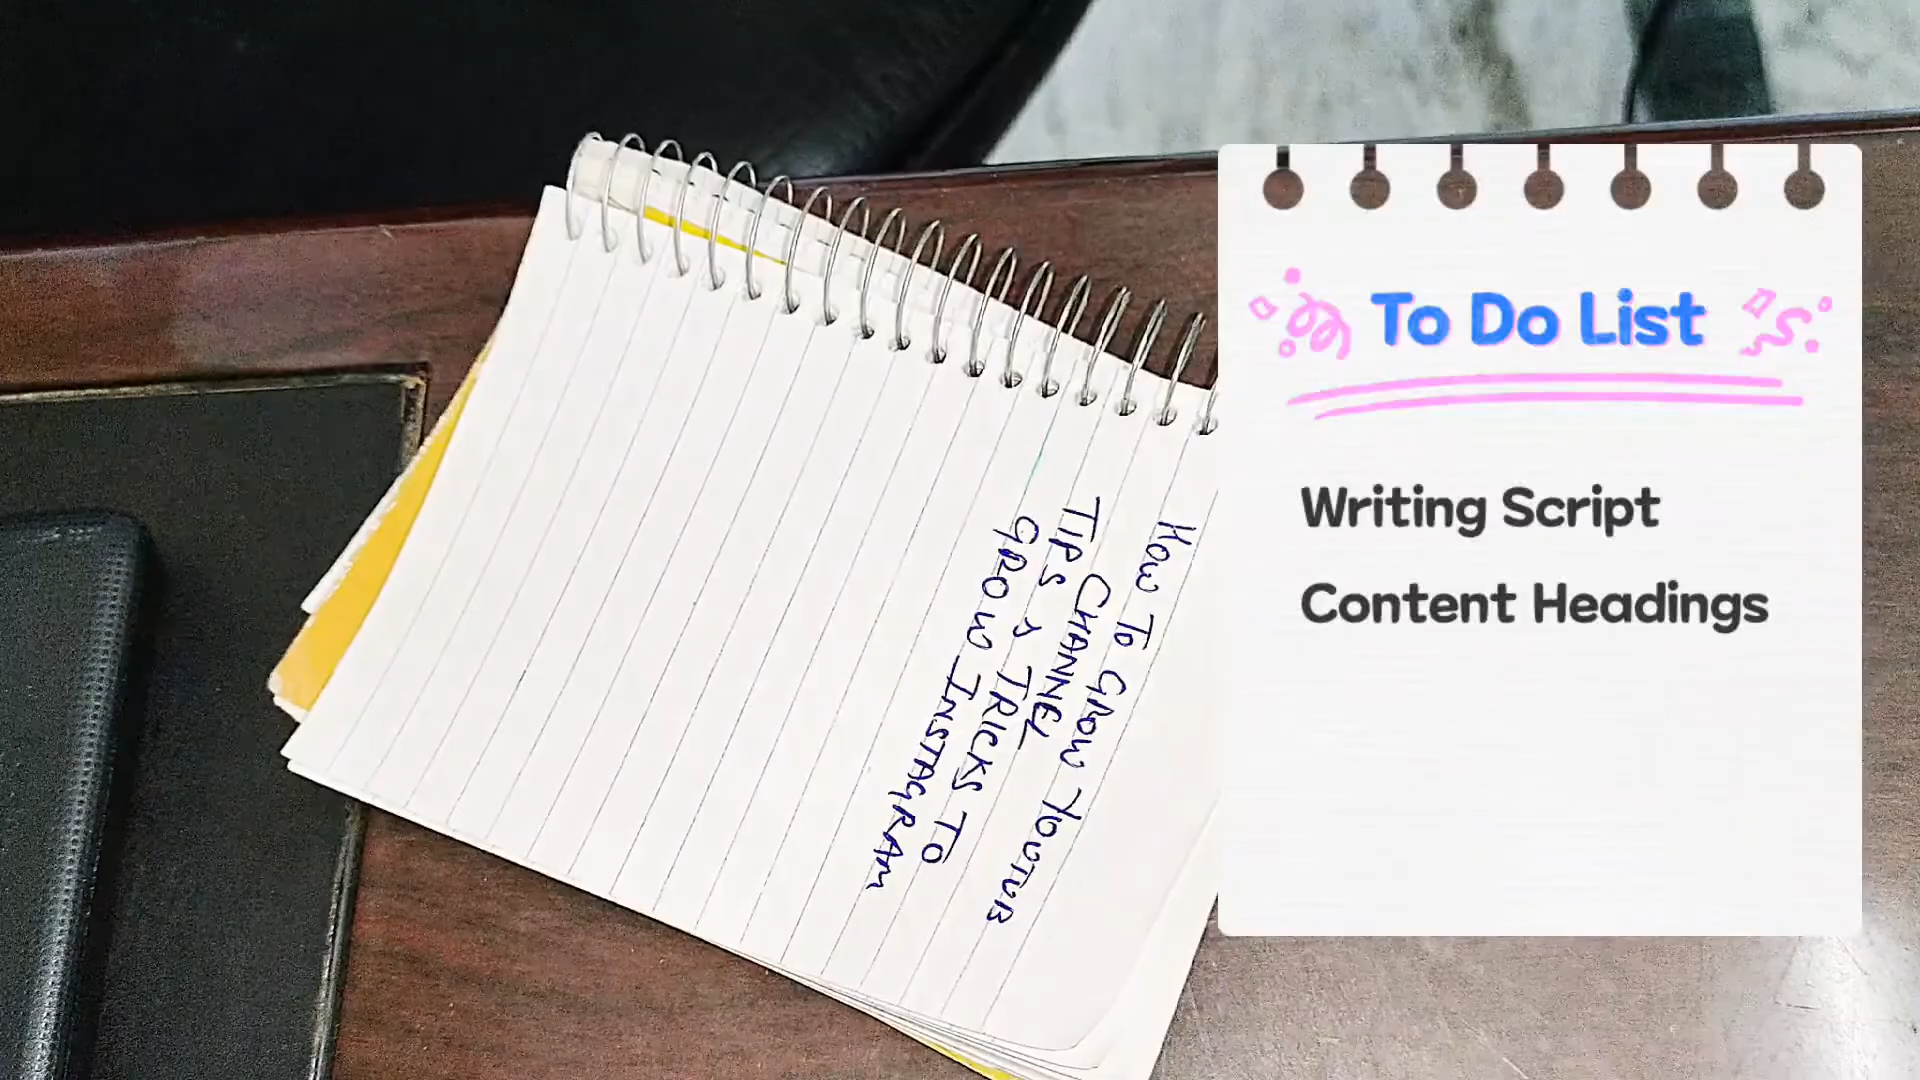 How To GROW YOUTUB
CHANNEL
TIPS & TRICKS TO
GROW INSTAGRAM
To Do List
Writing Script
Content Headings